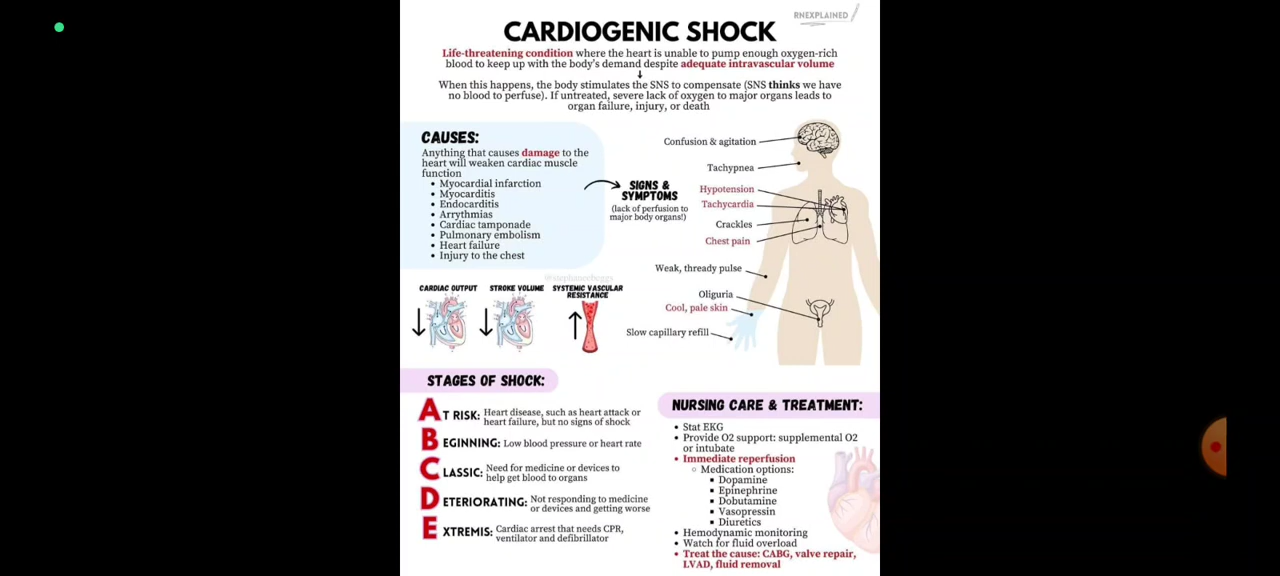 RNEXPLAINED
CARDIOGENIC SHOCK
Life-threatening condition where the heart is unable to pump enough oxygen-rich
blood to keep up with the body's demand despite adequate intravascular volume
When this happens, the body stimulates the SNS to compensate (SNS thinks we have
no blood to perfuse). If untreated, severe lack of oxygen to major organs leads to
organ failure, injury, or death
CAUSES:
Anything that causes damage to the
heart will weaken cardiac muscle
function
• Myocardial infarction
• Myocarditis
• Endocarditis
• Arrythmias
• Cardiac tamponade
• Pulmonary embolism
• Heart failure
• Injury to the chest
SIGNS &
SYMPTOMS
(lack of perfusion to
major body organs!)
Confusion & agitation
Tachypnea
Hypotension
Tachycardia
Crackles
Chest pain
Weak, thready pulse
Oliguria
Cool, pale skin
Slow capillary refill
CARDIAC OUTPUT
STROKE VOLUME
SYSTEMIC VASCULAR
RESISTANCE
STAGES OF SHOCK:
AT RISK: Heart disease, such as heart attack or
heart failure, but no signs of shock
BEGINNING: Low blood pressure or heart rate
CLASSIC: Need for medicine or devices to
help get blood to organs
DETERIORATING: Not responding to medicine
or devices and getting worse
EXTREMIS: Cardiac arrest that needs CPR,
ventilator and defibrillator
NURSING CARE & TREATMENT:
• Stat EKG
• Provide O2 support: supplemental O2
or intubate
• Immediate reperfusion
○ Medication options:
▪ Dopamine
▪ Epinephrine
▪ Dobutamine
▪ Vasopressin
▪ Diuretics
• Hemodynamic monitoring
• Watch for fluid overload
• Treat the cause: CABG, valve repair,
LVAD, fluid removal